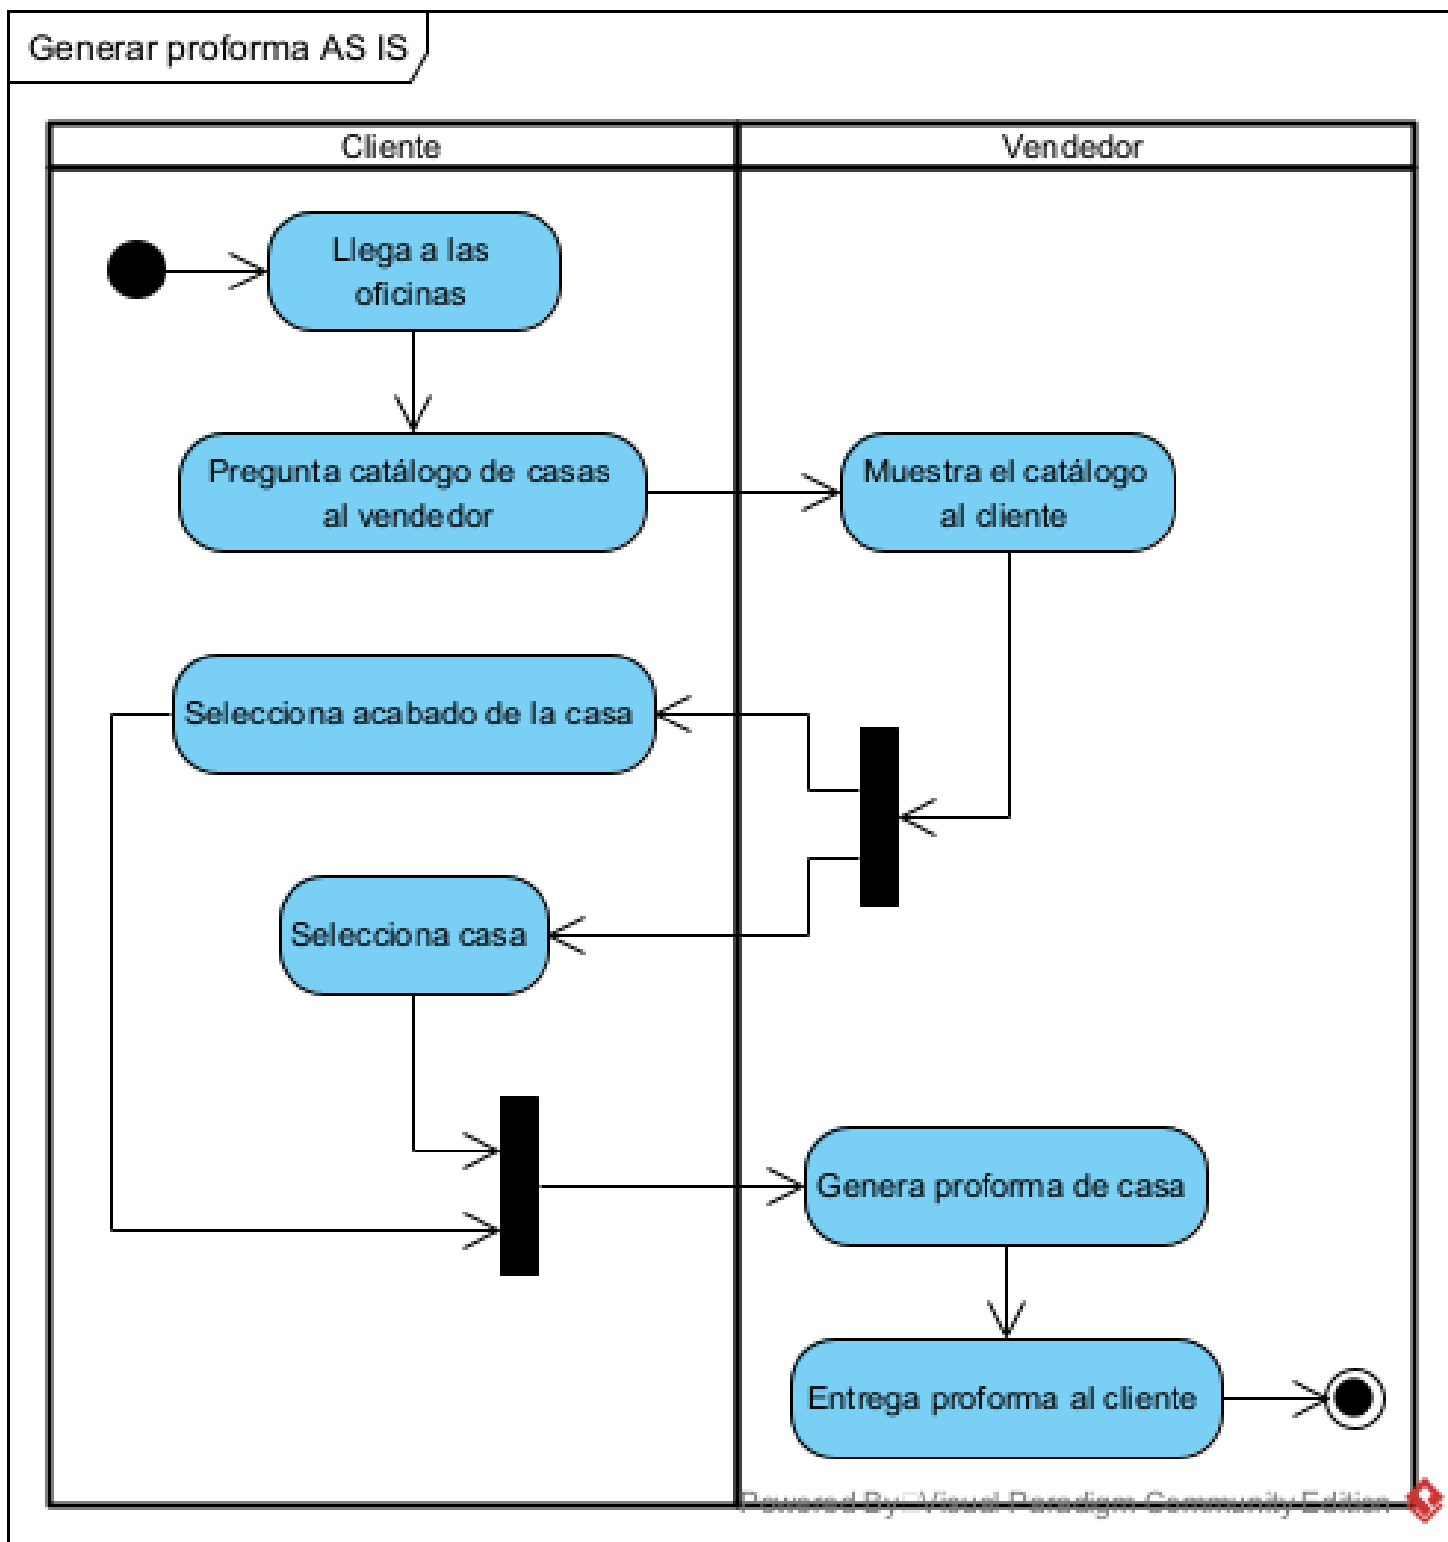 Generar proforma AS IS
Cliente
Vendedor
Llega a las
oficinas
Pregunta catálogo de casas
al vendedor
Muestra el catálogo
al cliente
Selecciona acabado de la casa
Selecciona casa
Genera proforma de casa
Entrega proforma al cliente
Powered By Visual Paradigm Community Edition